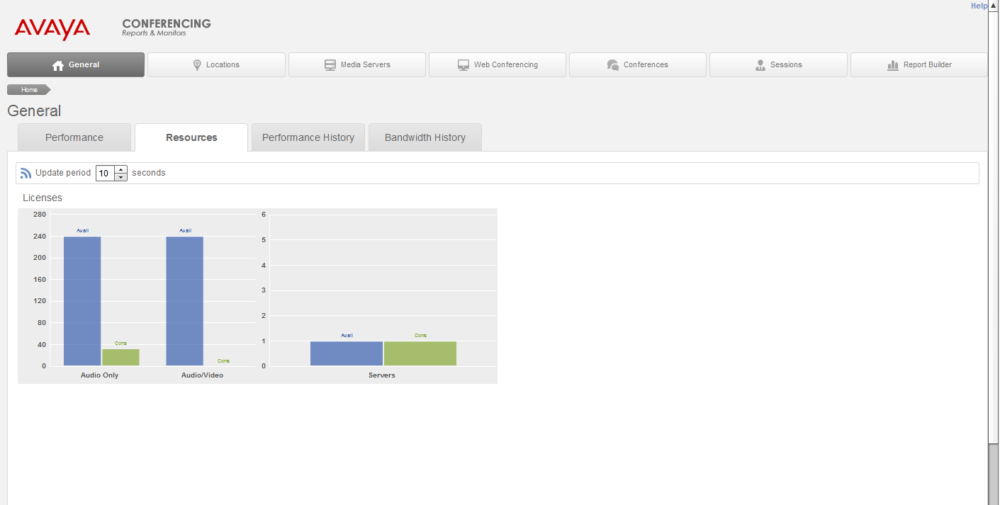 Help
AVAYA
CONFERENCING
Reports & Monitors
General Locations Media Servers Web Conferencing Conferences Sessions Report Builder
Home
General
Performance Resources Performance History Bandwidth History
Update period 10 seconds
Licenses
280 6
240 Avail Avail 5
200 4
160 3
120 2
80 1
40 Cons Cons Avail Cons
0 0
Audio Only Audio/Video Servers